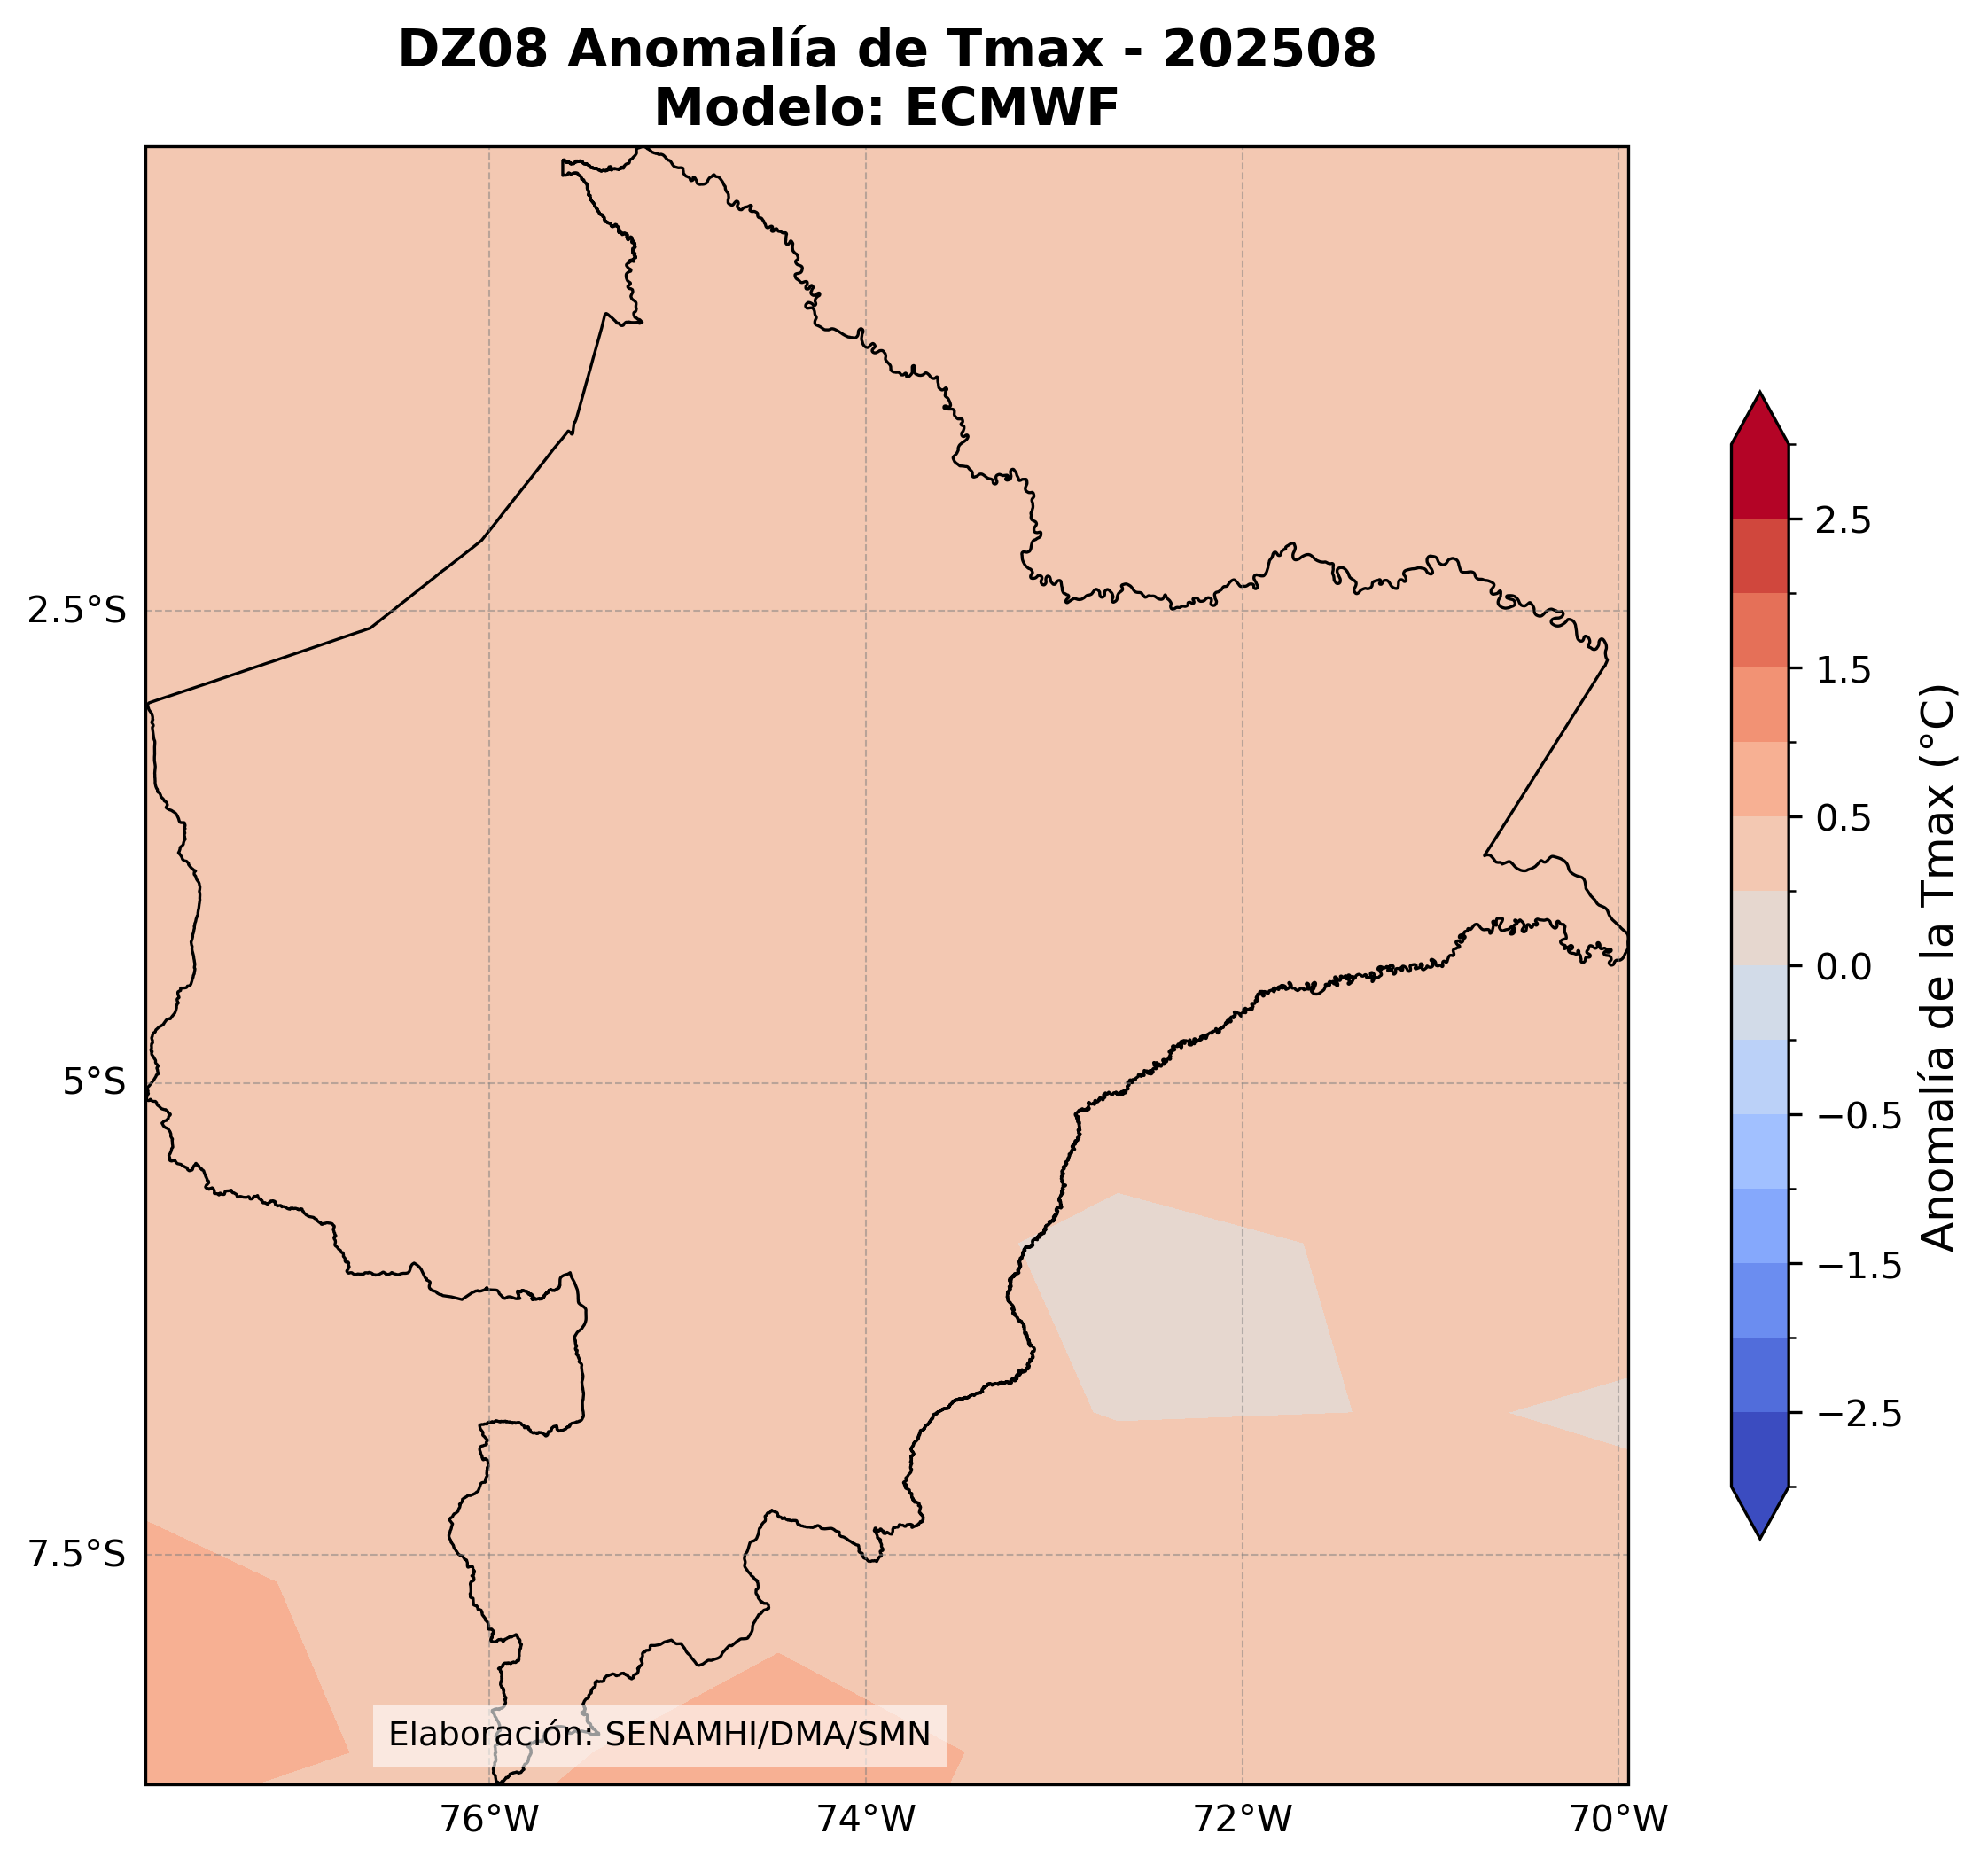 DZ08 Anomalía de Tmax - 202508
Modelo: ECMWF
2.5°S
5°S
7.5°S
76°W
74°W
72°W
70°W
Elaboración: SENAMHI/DMA/SMN
2.5
1.5
0.5
0.0
−0.5
−1.5
−2.5
Anomalía de la Tmax (°C)